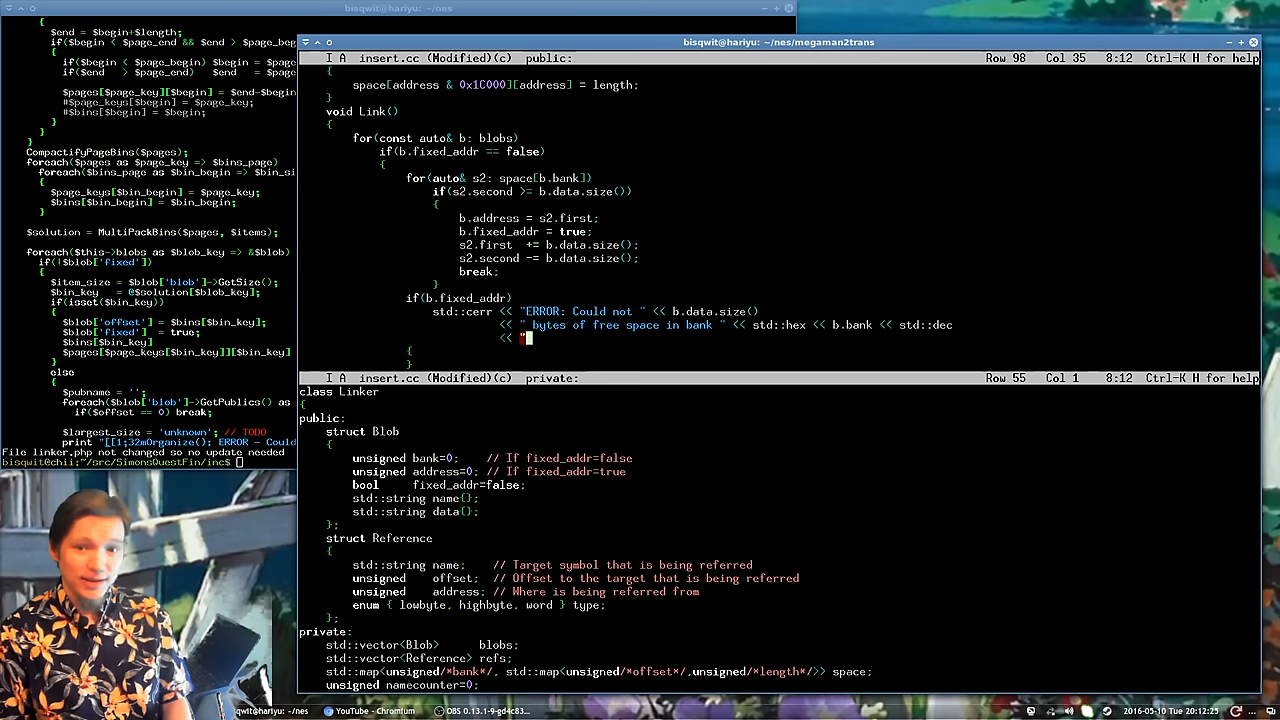 bisqwit@hariyu: ~/nes
{
$end = $begin+$length;
if($begin < $page_end && $end > $page_beg
{
if($begin < $page_begin) $begin = $page
if($end   > $page_end)   $end   = $page
$pages[$page_key][$begin] = $end-$begin
#$page_keys[$begin] = $page_key;
#$bins[$begin] = $begin;
}
}
}
CompactifyPageBins($pages);
foreach($pages as $page_key => $bins_page)
foreach($bins_page as $bin_begin => $bin_si
{
$page_keys[$bin_begin] = $page_key;
$bins[$bin_begin] = $bin_begin;
}
$solution = MultiPackBins($pages, $items);
foreach($this->blobs as $blob_key => &$blob)
if(!$blob['fixed'])
{
$item_size = $blob['blob']->GetSize();
$bin_key   = @$solution[$blob_key];
if(isset($bin_key))
{
$blob['offset'] = $bins[$bin_key];
$blob['fixed'] = true;
$bins[$bin_key]
$pages[$page_keys[$bin_key]][$bin_key]
}
else
{
$pubname = '';
foreach($blob['blob']->GetPublics() as
if($offset == 0) break;
$largest_size = 'unknown'; // TODO
print "[[1;32mOrganize(): ERROR - Could
File linker.php not changed so no update needed
bisqwit@chii:~/src/SimonsQuestFin/inc$
bisqwit@hariyu: ~/nes/megaman2trans
I A  insert.cc (Modified)(c)  public:  Row 98  Col 35  8:12  Ctrl-K H for help
{
space[address & 0x1C000][address] = length;
}
void Link()
{
for(const auto& b: blobs)
if(b.fixed_addr == false)
{
for(auto& s2: space[b.bank])
if(s2.second >= b.data.size())
{
b.address = s2.first;
b.fixed_addr = true;
s2.first  += b.data.size();
s2.second -= b.data.size();
break;
}
if(b.fixed_addr)
std::cerr << "ERROR: Could not " << b.data.size()
<< " bytes of free space in bank " << std::hex << b.bank << std::dec
<< "
{
}
I A  insert.cc (Modified)(c)  private:  Row 55  Col 1  8:12  Ctrl-K H for help
class Linker
{
public:
struct Blob
{
unsigned bank=0;    // If fixed_addr=false
unsigned address=0; // If fixed_addr=true
bool     fixed_addr=false;
std::string name{};
std::string data{};
};
struct Reference
{
std::string name;  // Target symbol that is being referred
unsigned    offset;  // Offset to the target that is being referred
unsigned    address; // Where is being referred from
enum { lowbyte, highbyte, word } type;
};
private:
std::vector<Blob>      blobs;
std::vector<Reference> refs;
std::map<unsigned/*bank*/, std::map<unsigned/*offset*/,unsigned/*length*/>> space;
unsigned namecounter=0;
sqwit@hariyu: ~/nes  YouTube - Chromium  OBS 0.13.1-9-gd4c83...  2016-05-10 Tue 20:12:25